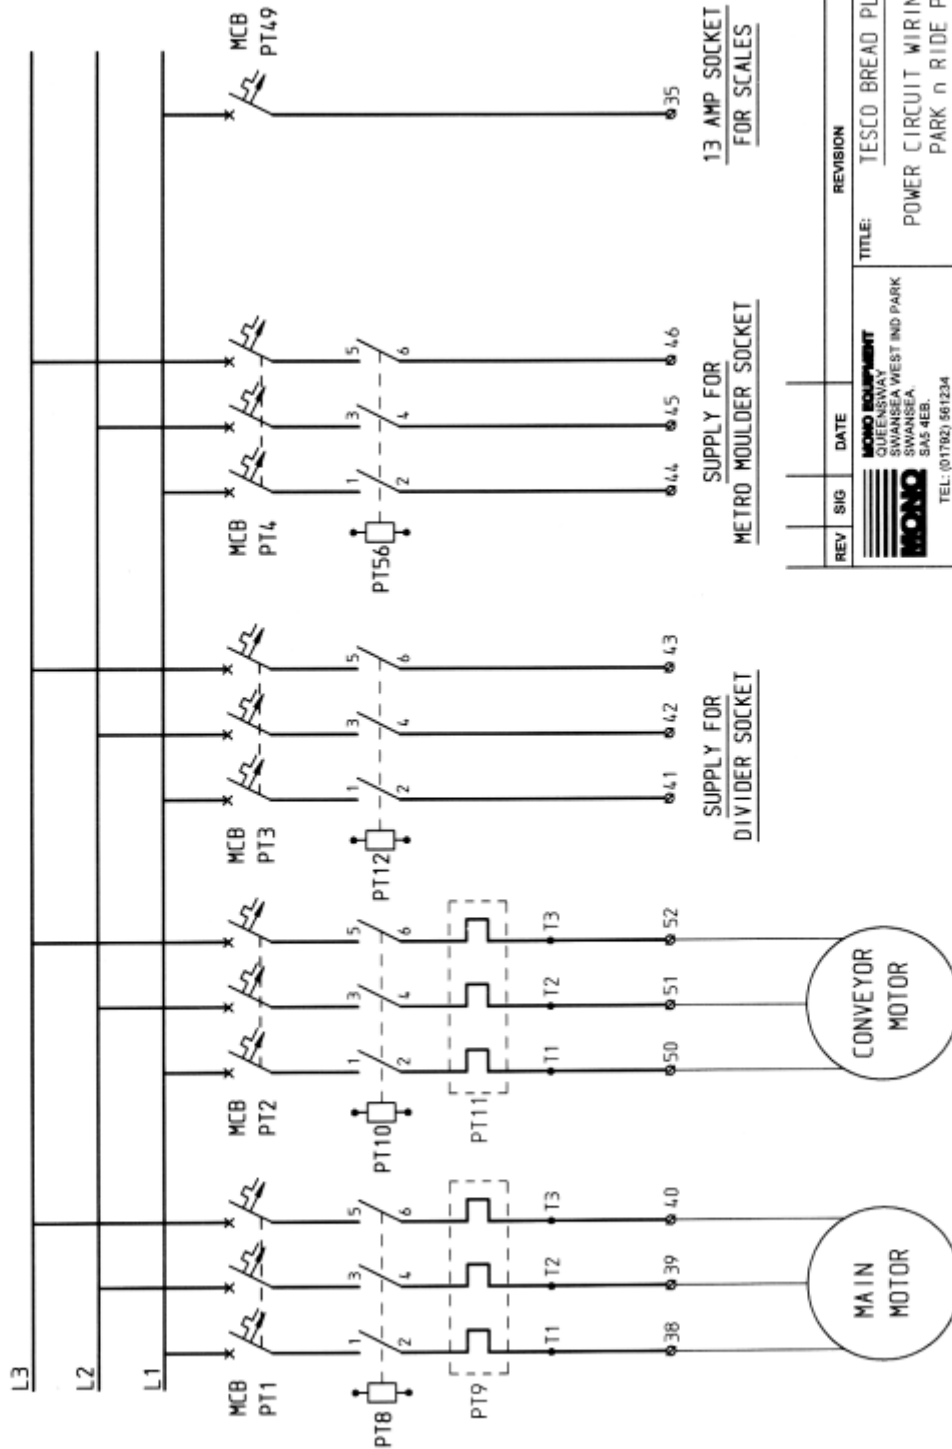 L3
L2
L1
MCB
PT1
MCB
PT2
MCB
PT3
MCB
PT4
MCB
PT49
1
3
5
2
4
6
PT8
1
3
5
2
4
6
PT10
1
3
5
2
4
6
PT12
1
3
5
2
4
6
PT56
PT9
PT11
T1
T2
T3
T1
T2
T3
38
39
40
50
51
52
41
42
43
44
45
46
35
MAIN
MOTOR
CONVEYOR
MOTOR
SUPPLY FOR
DIVIDER SOCKET
SUPPLY FOR
METRO MOULDER SOCKET
13 AMP SOCKET
FOR SCALES
REV SIG DATE REVISION
MONO
MONO EQUIPMENT
QUEENSWAY
SWANSEA WEST IND PARK
SWANSEA.
SA5 4EB.
TEL: (01792) 561234
TITLE: TESCO BREAD PL
POWER CIRCUIT WIRIN
PARK n RIDE P